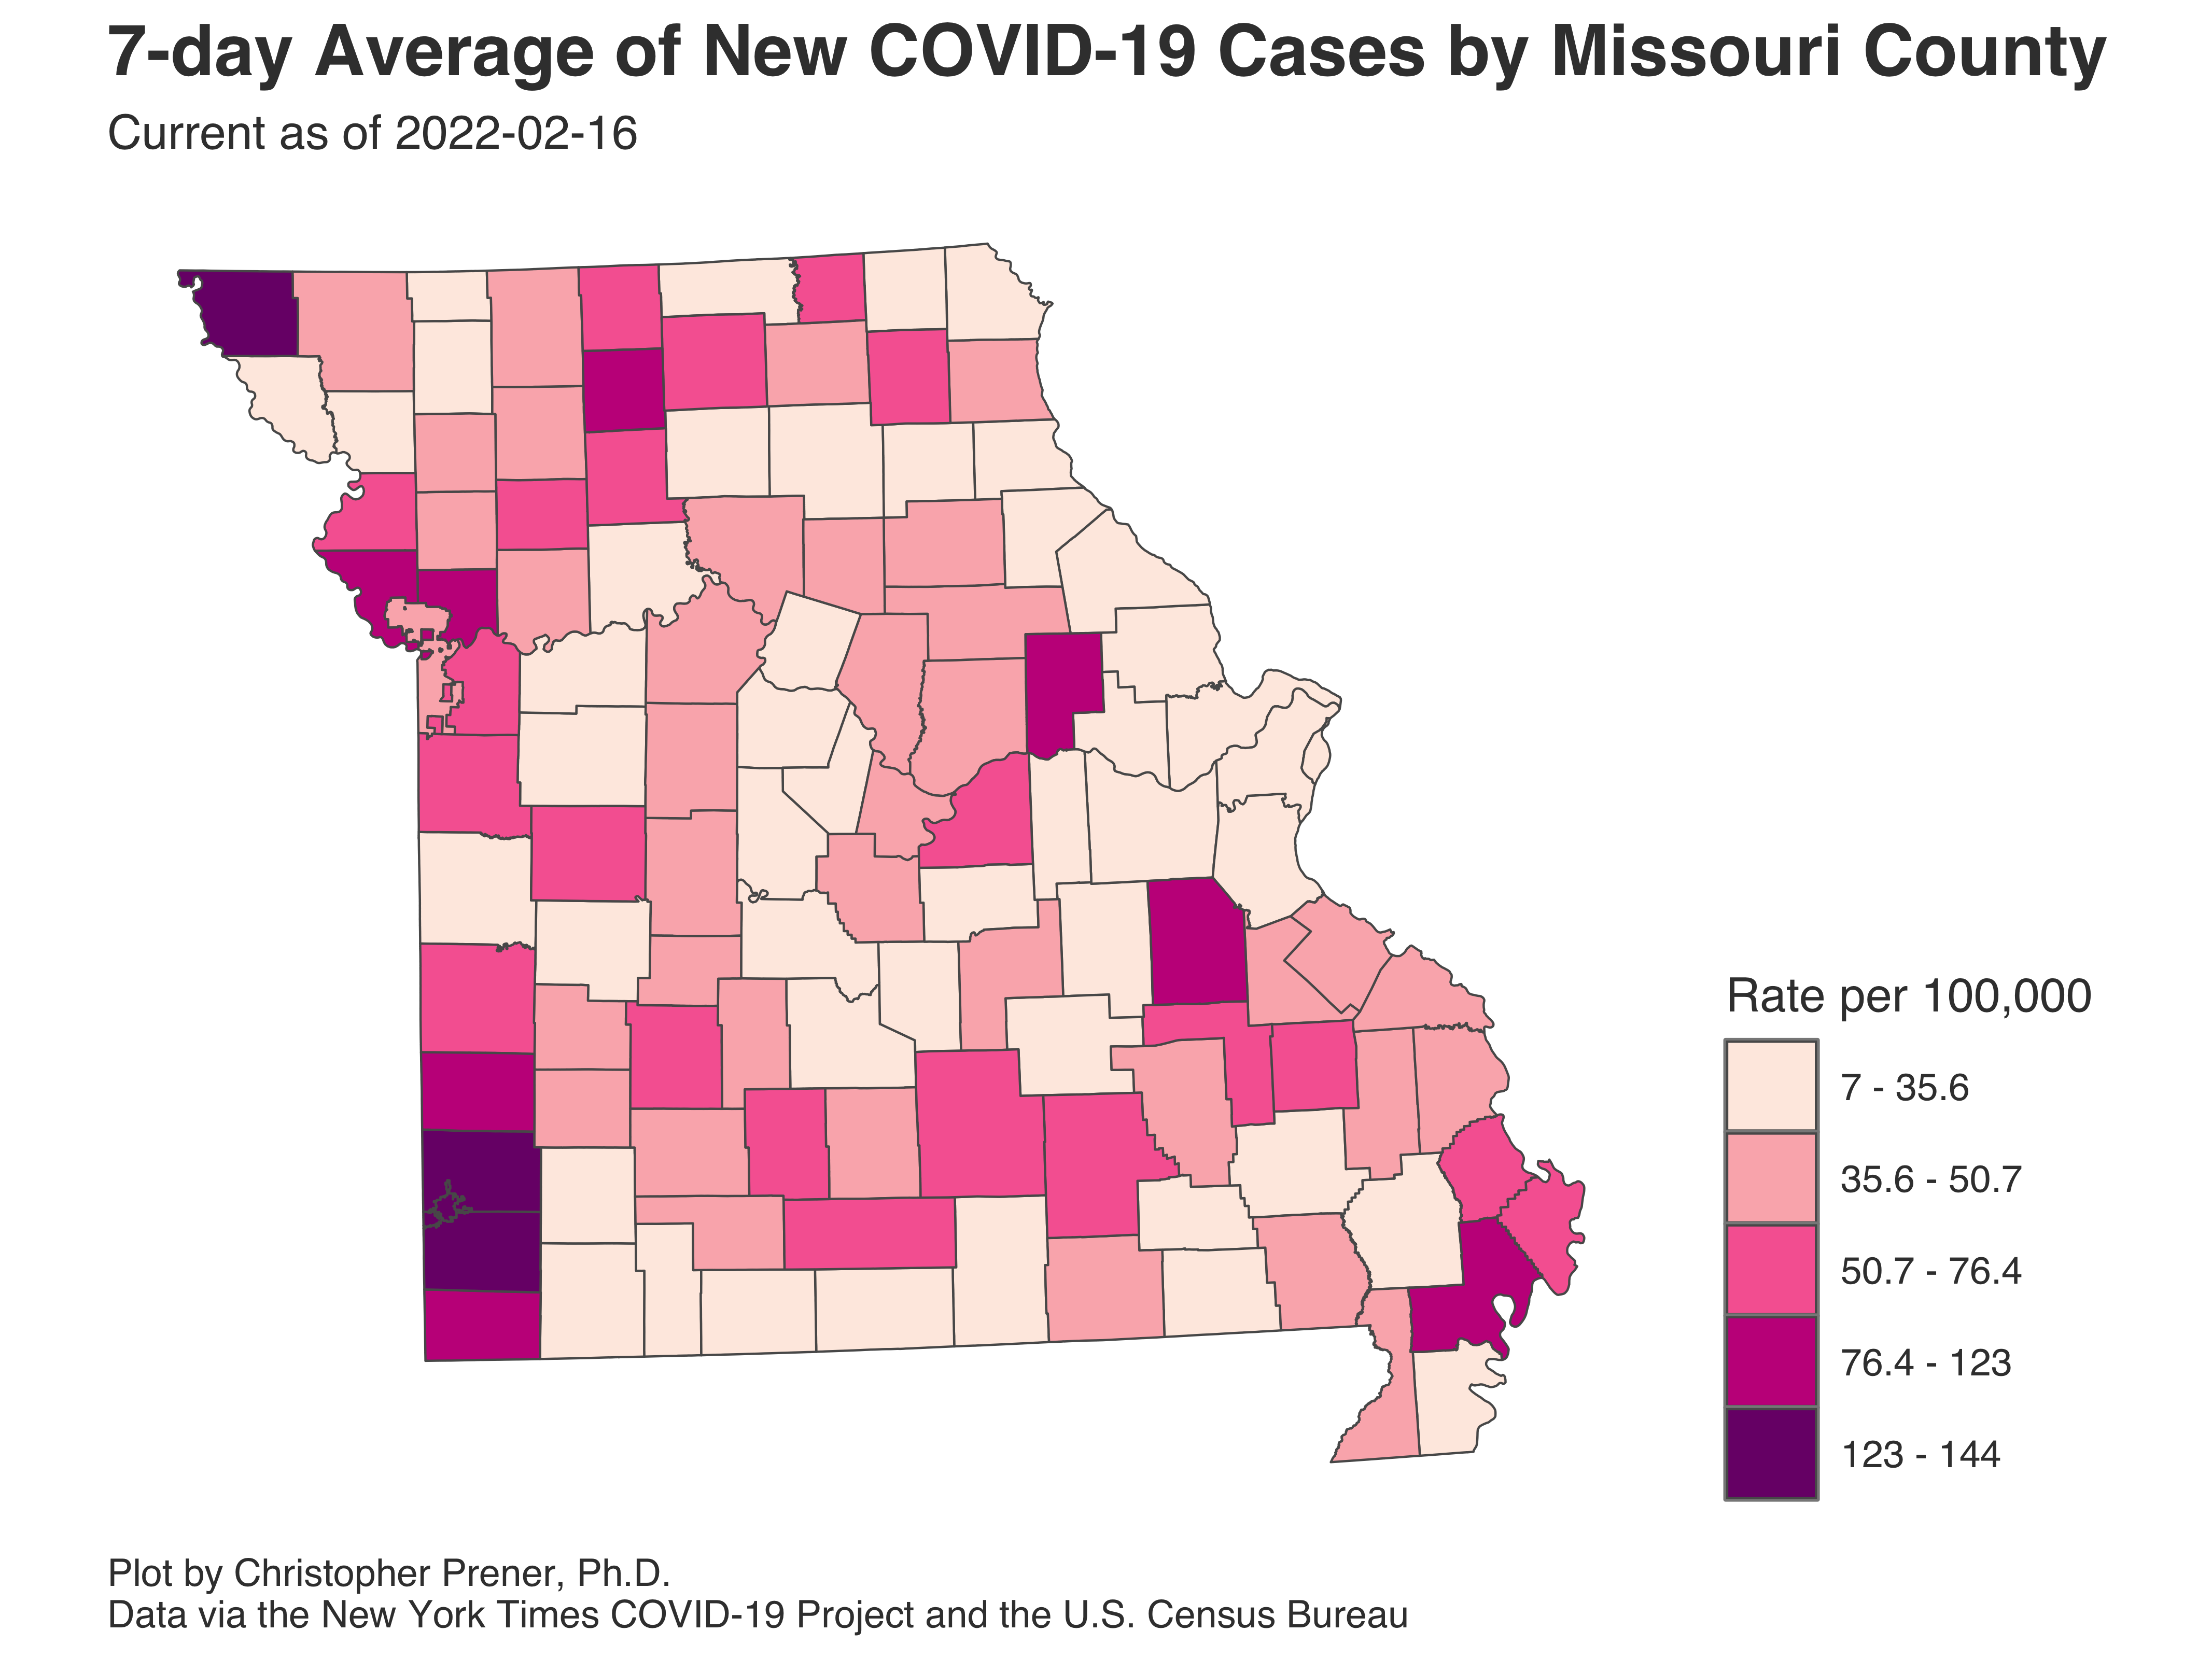 7-day Average of New COVID-19 Cases by Missouri County
Current as of 2022-02-16
Rate per 100,000
7 - 35.6
35.6 - 50.7
50.7 - 76.4
76.4 - 123
123 - 144
Plot by Christopher Prener, Ph.D.
Data via the New York Times COVID-19 Project and the U.S. Census Bureau